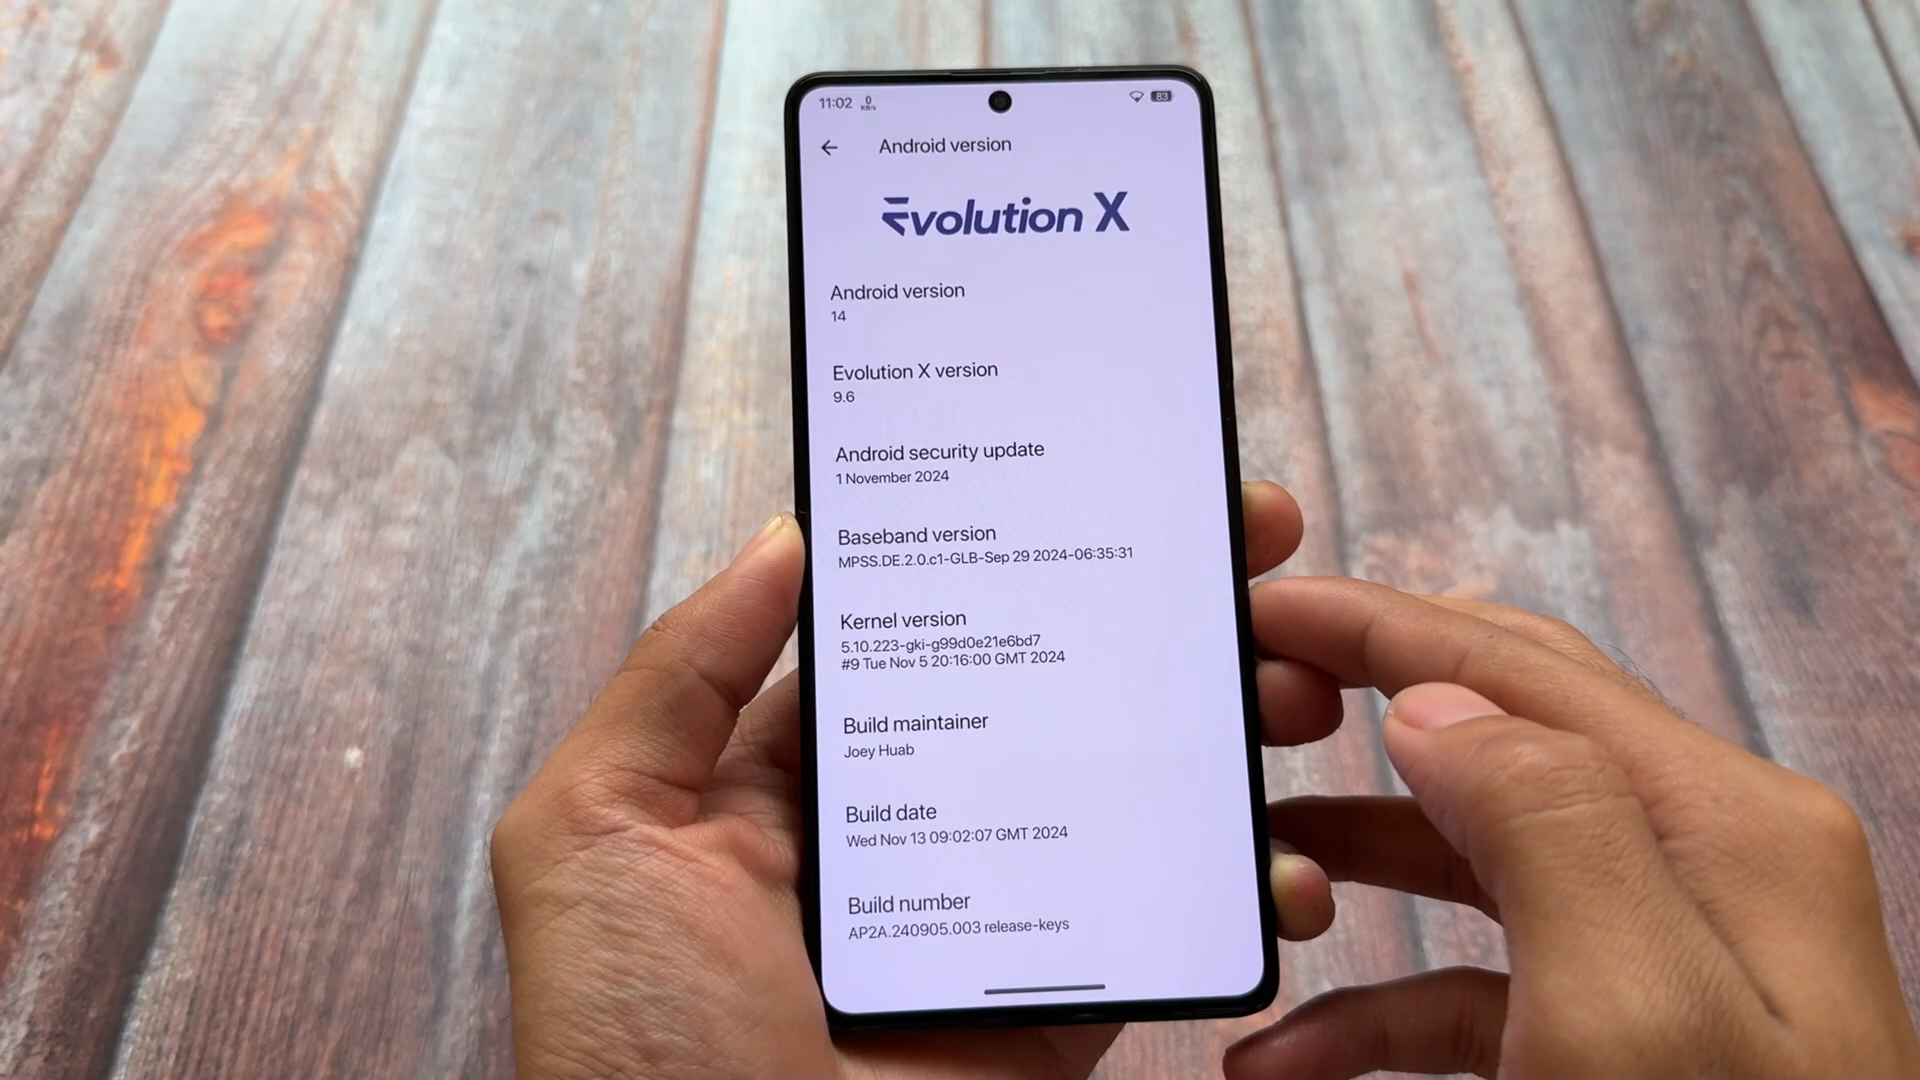 11:02 0 KB/s 83
Android version
Evolution X
Android version
14
Evolution X version
9.6
Android security update
1 November 2024
Baseband version
MPSS.DE.2.0.c1-GLB-Sep 29 2024-06:35:31
Kernel version
5.10.223-gki-g99d0e21e6bd7
#9 Tue Nov 5 20:16:00 GMT 2024
Build maintainer
Joey Huab
Build date
Wed Nov 13 09:02:07 GMT 2024
Build number
AP2A.240905.003 release-keys